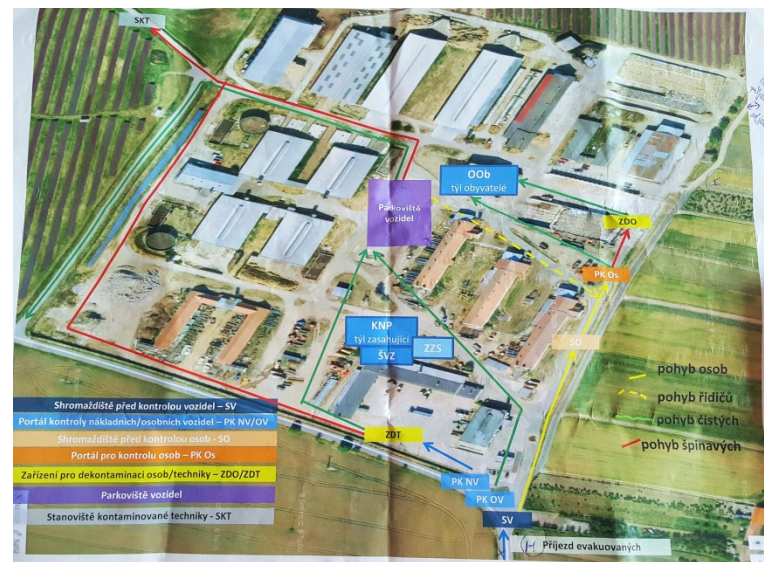 SKT
OOb
týl obyvatelé
Parkoviště
vozidel
ZDO
PK Os.
KNP
týl zasahující
ŠVZ
ZZS
SO
pohyb osob
pohyb řidičů
pohyb čistých
pohyb špinavých
Shromaždiště před kontrolou vozidel – SV
Portál kontroly nákladních/osobních vozidel – PK NV/OV
Shromaždiště před kontrolou osob - SO
Portál pro kontrolu osob – PK Os
Zařízení pro dekontaminaci osob/techniky – ZDO/ZDT
Parkoviště vozidel
Stanoviště kontaminované techniky - SKT
ZDT
PK NV
PK OV
SV
Příjezd evakuovaných